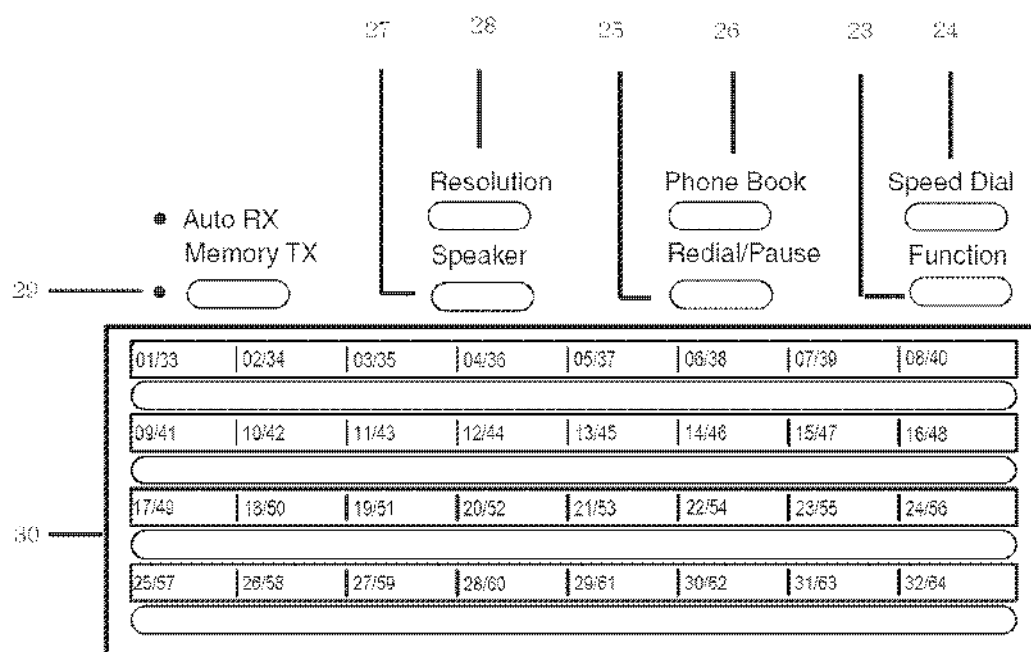 27 28 25 26 23 24
Resolution Phone Book Speed Dial
Auto RX
Memory TX Speaker Redial/Pause Function
29
01/33 02/34 03/35 04/36 05/37 06/38 07/39 08/40
09/41 10/42 11/43 12/44 13/45 14/46 15/47 16/48
17/49 18/50 19/51 20/52 21/53 22/54 23/55 24/56
30
25/57 26/58 27/59 28/60 29/61 30/62 31/63 32/64